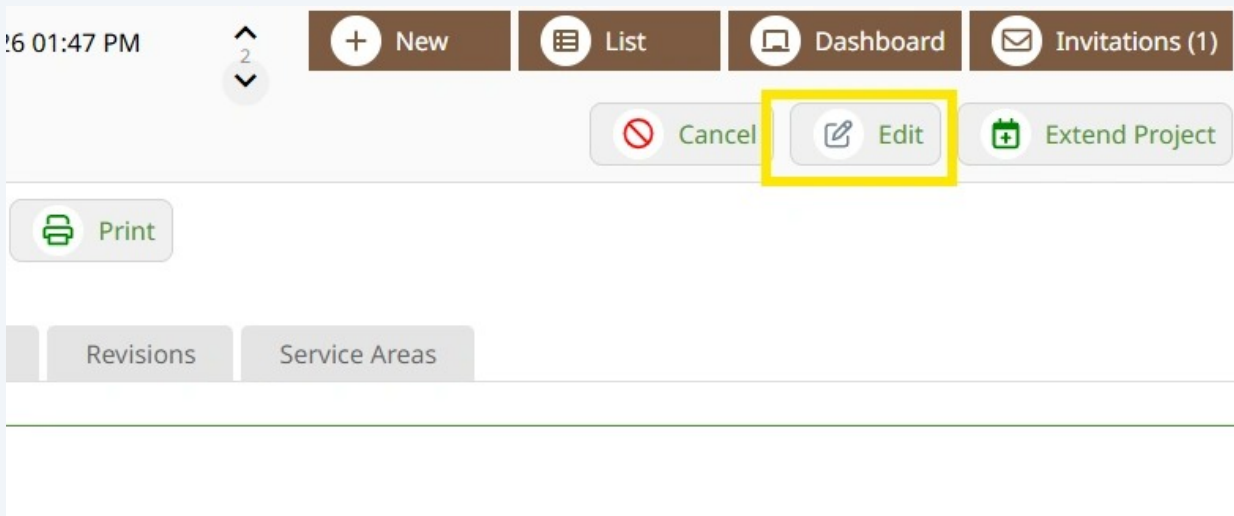 26 01:47 PM
2
New
List
Dashboard
Invitations (1)
Cancel
Edit
Extend Project
Print
Revisions
Service Areas